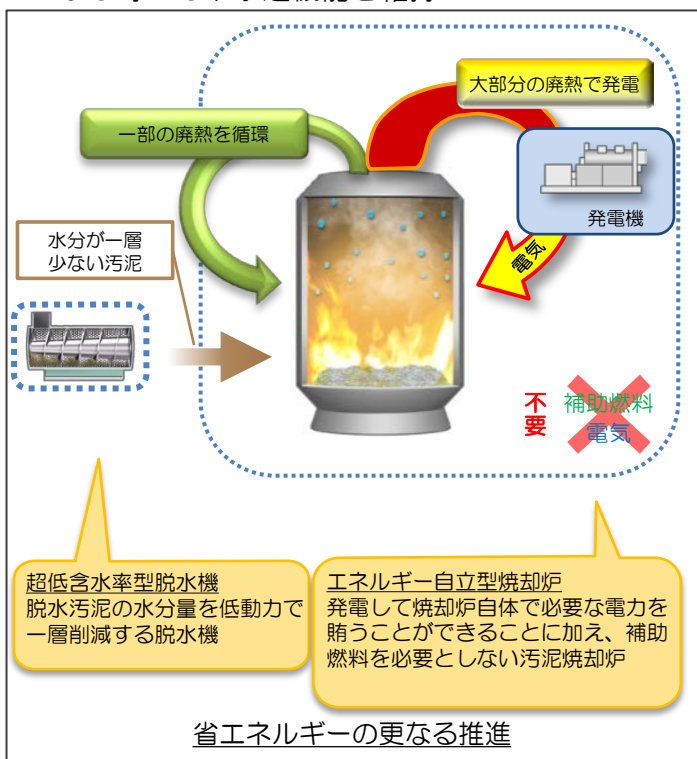 大部分の廃熱で発電
一部の廃熱を循環
発電機
水分が一層
少ない汚泥
電気
不要
補助燃料
電気
超低含水率型脱水機
脱水汚泥の水分量を低動力で
一層削減する脱水機
エネルギー自立型焼却炉
発電して焼却炉自体で必要な電力を
賄うことができることに加え、補助
燃料を必要としない汚泥焼却炉
省エネルギーの更なる推進